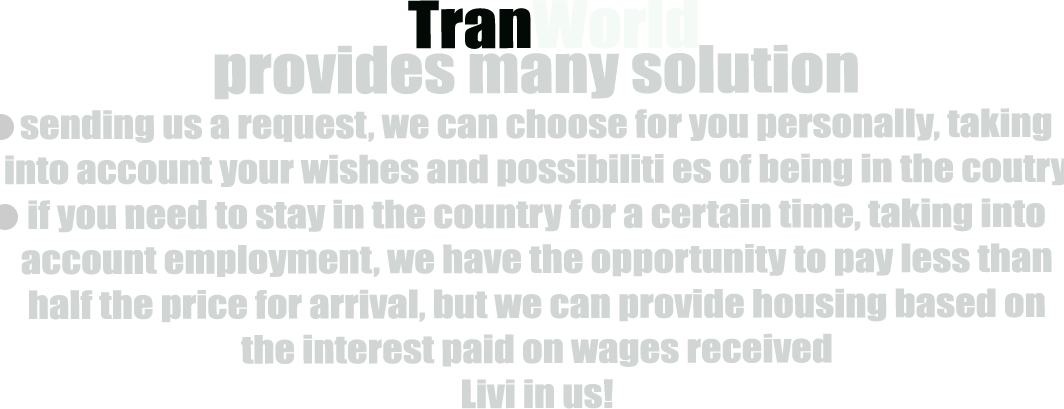 TranWorld
provides many solution
● sending us a request, we can choose for you personally, taking
into account your wishes and possibiliti es of being in the coutry
● if you need to stay in the country for a certain time, taking into
account employment, we have the opportunity to pay less than
half the price for arrival, but we can provide housing based on
the interest paid on wages received
Livi in us!